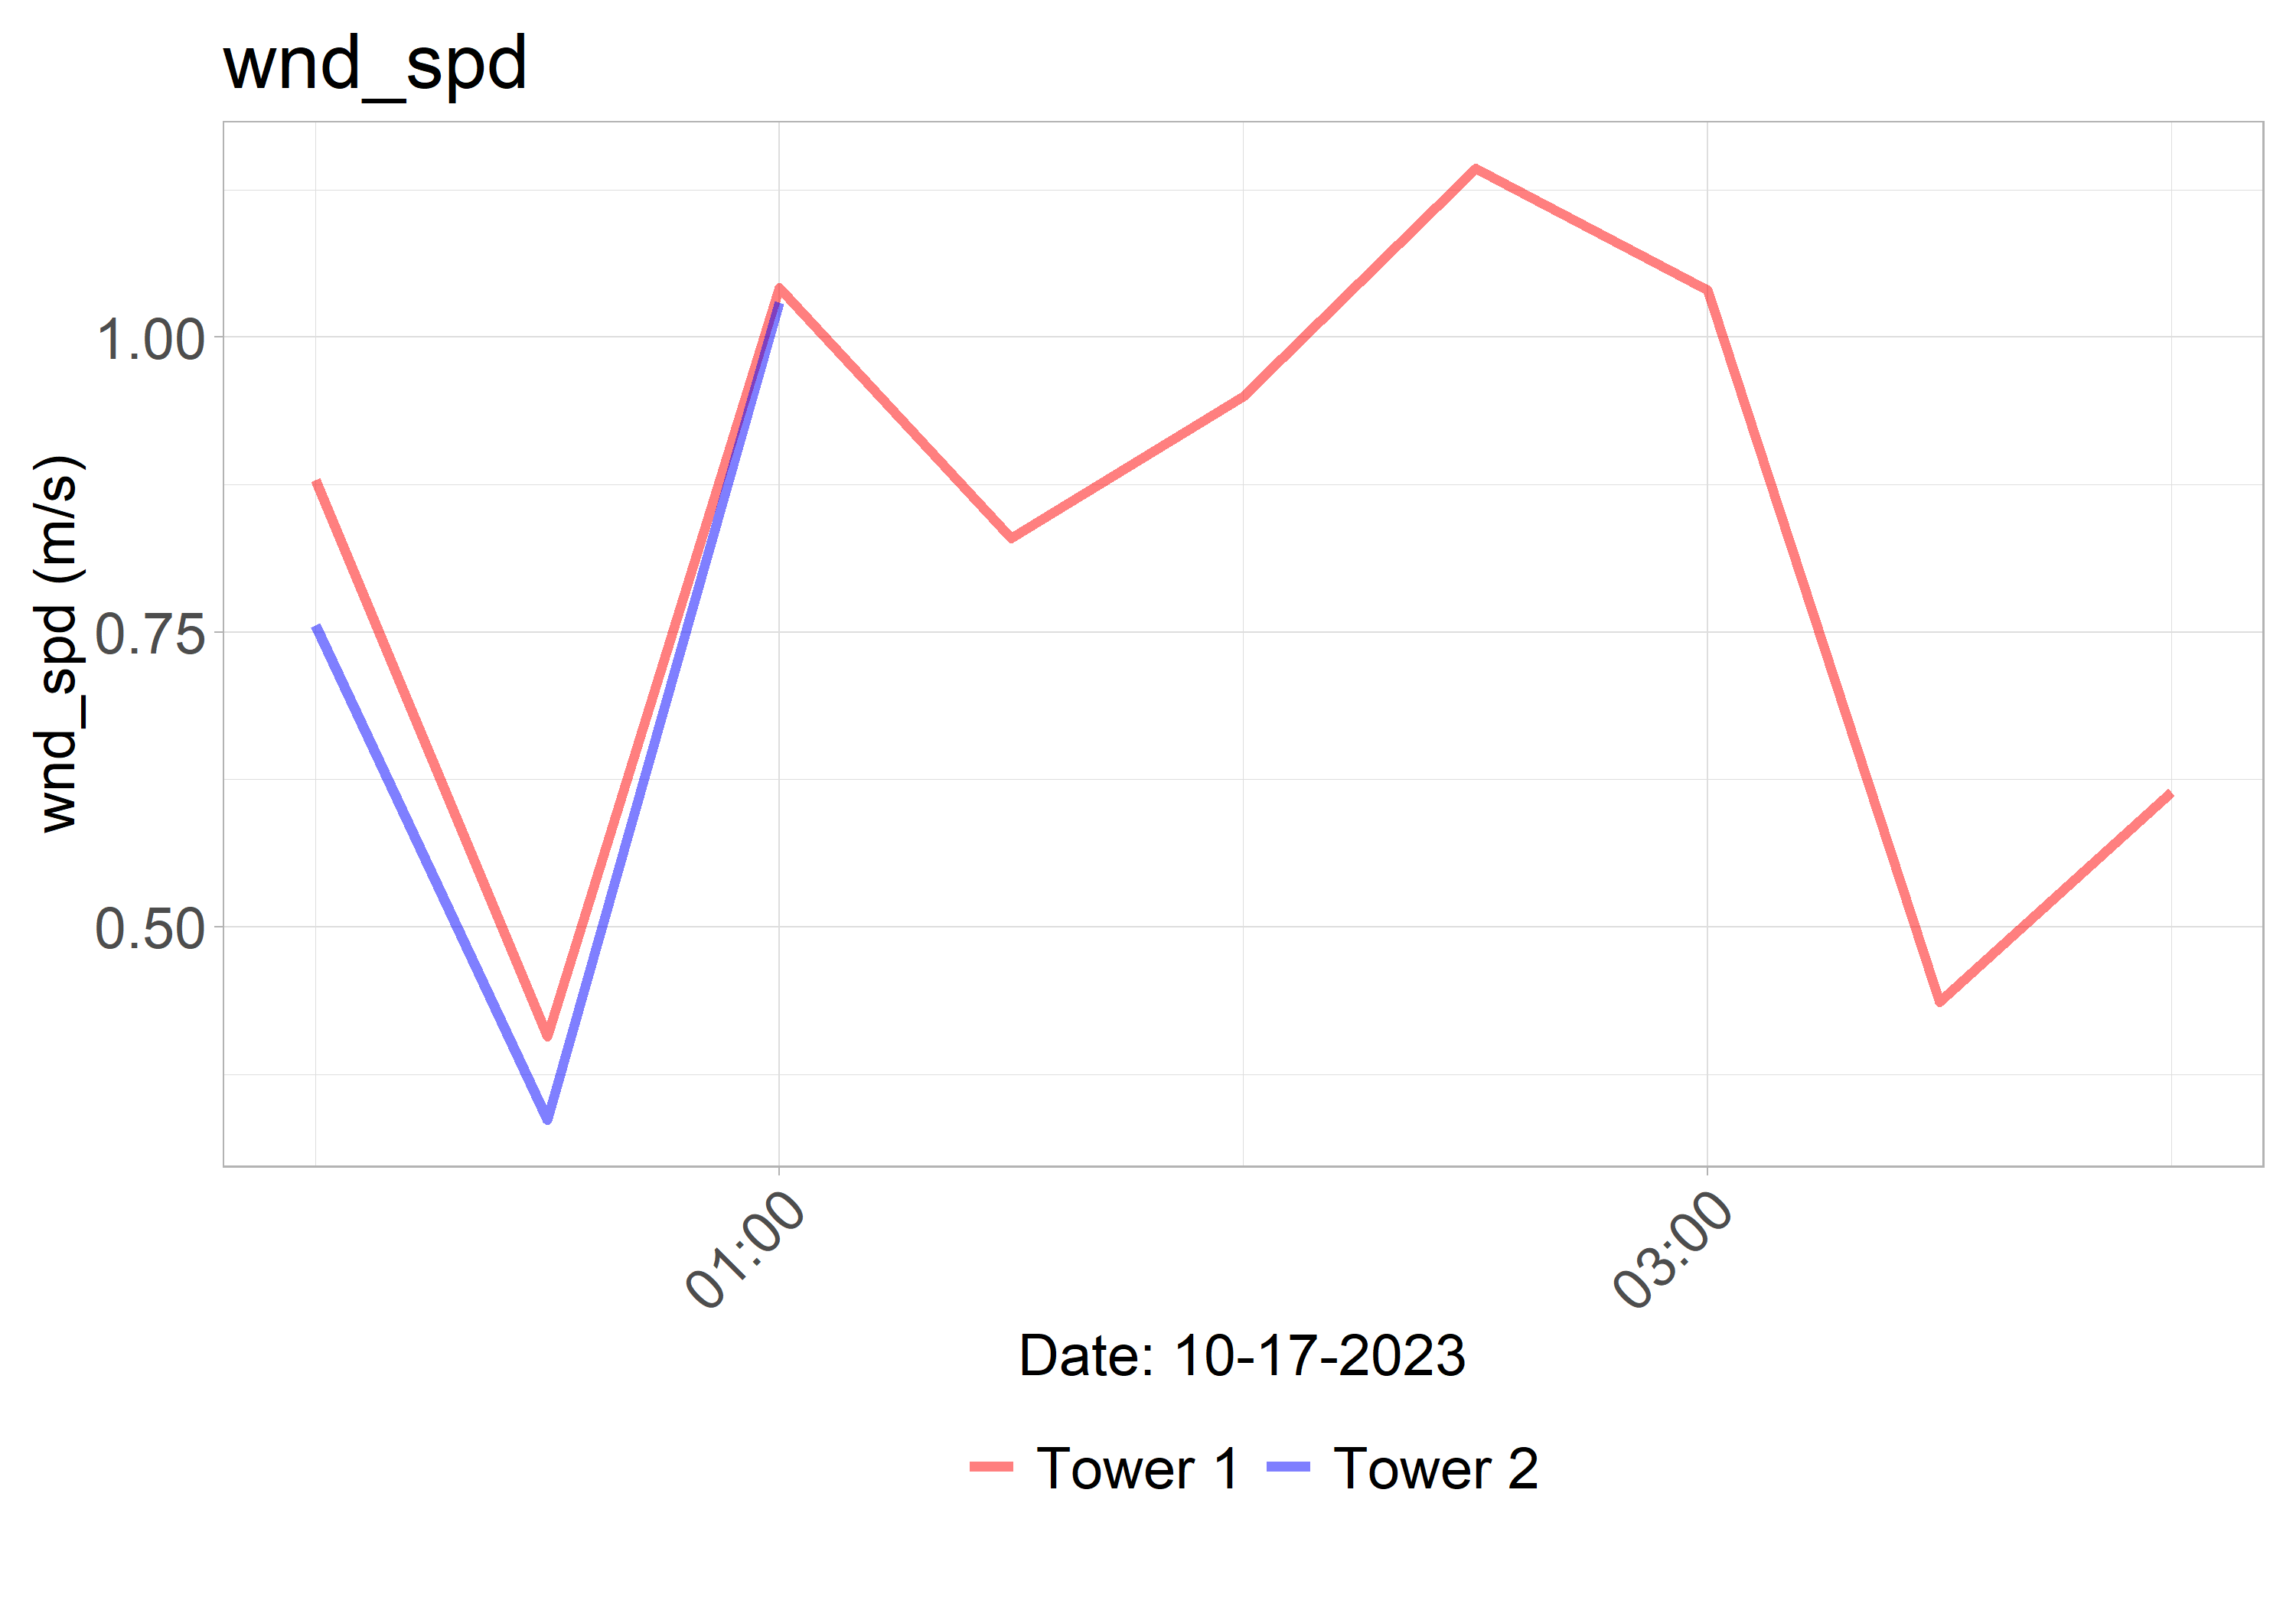 wnd_spd
wnd_spd (m/s)
1.00
0.75
0.50
01:00
03:00
Date: 10-17-2023
Tower 1
Tower 2